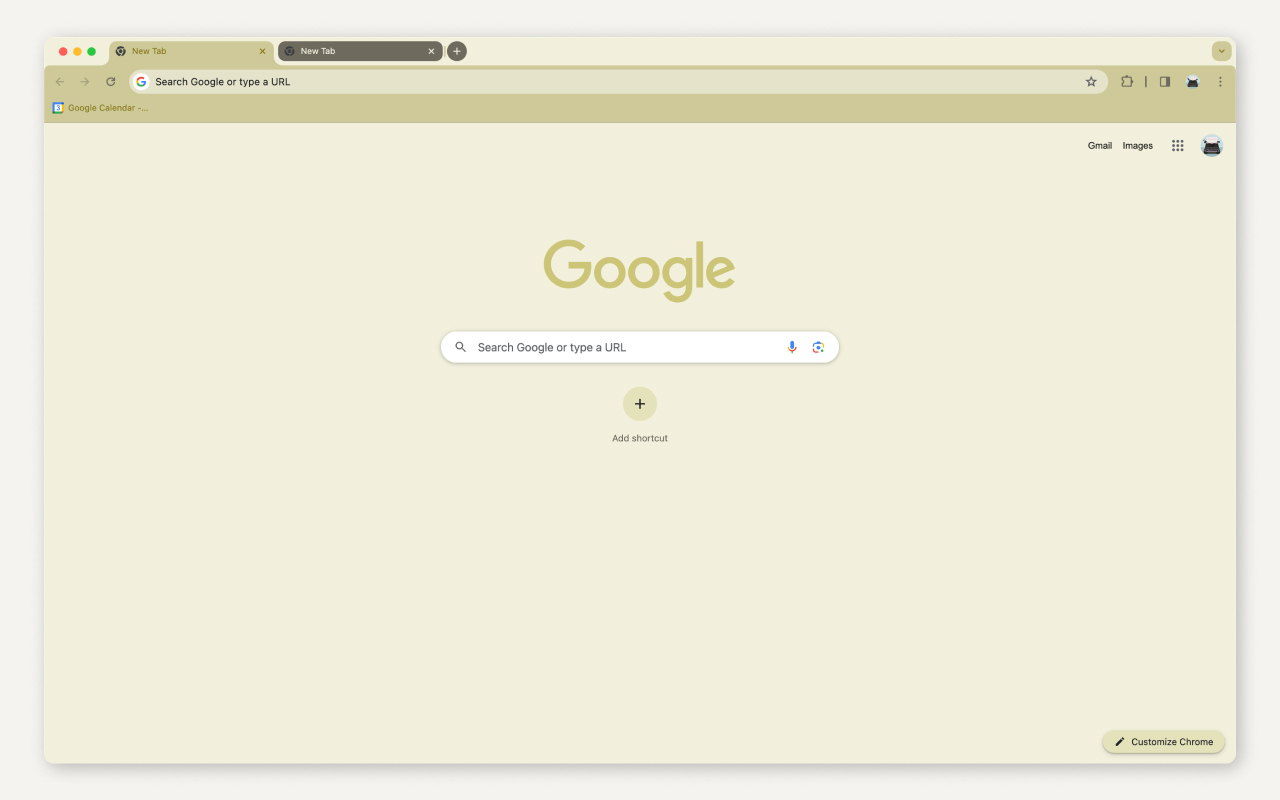 New Tab
New Tab
Search Google or type a URL
3 Google Calendar -...
Gmail Images
Google
Search Google or type a URL
Add shortcut
Customize Chrome